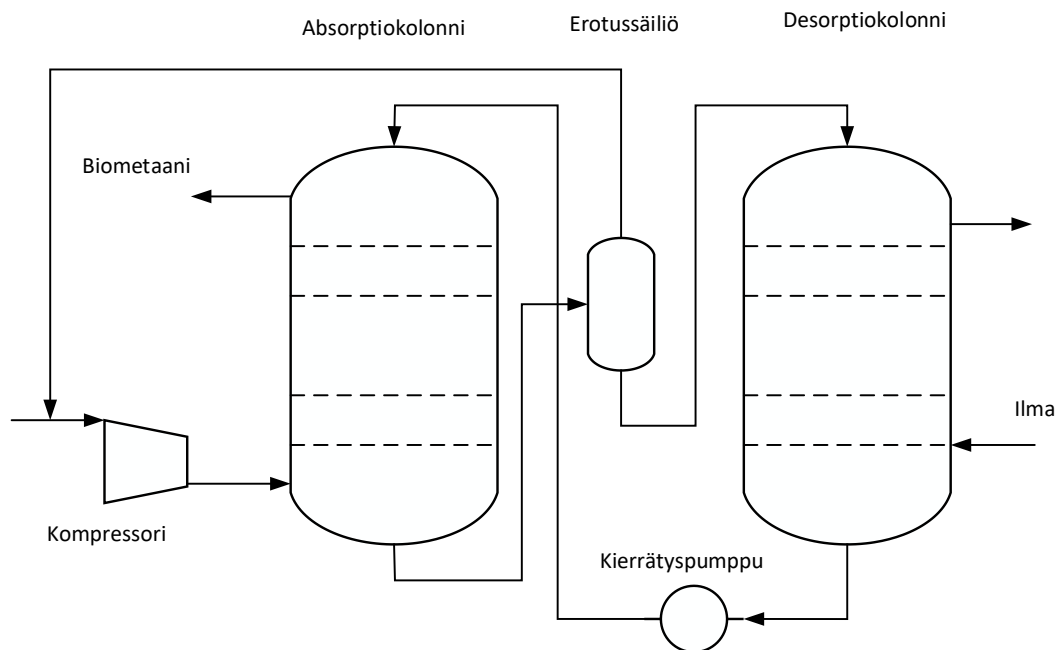 Absorptiokolonni
Erotussäiliö
Desorptiokolonni
Biometaani
Ilma
Kompressori
Kierrätyspumppu